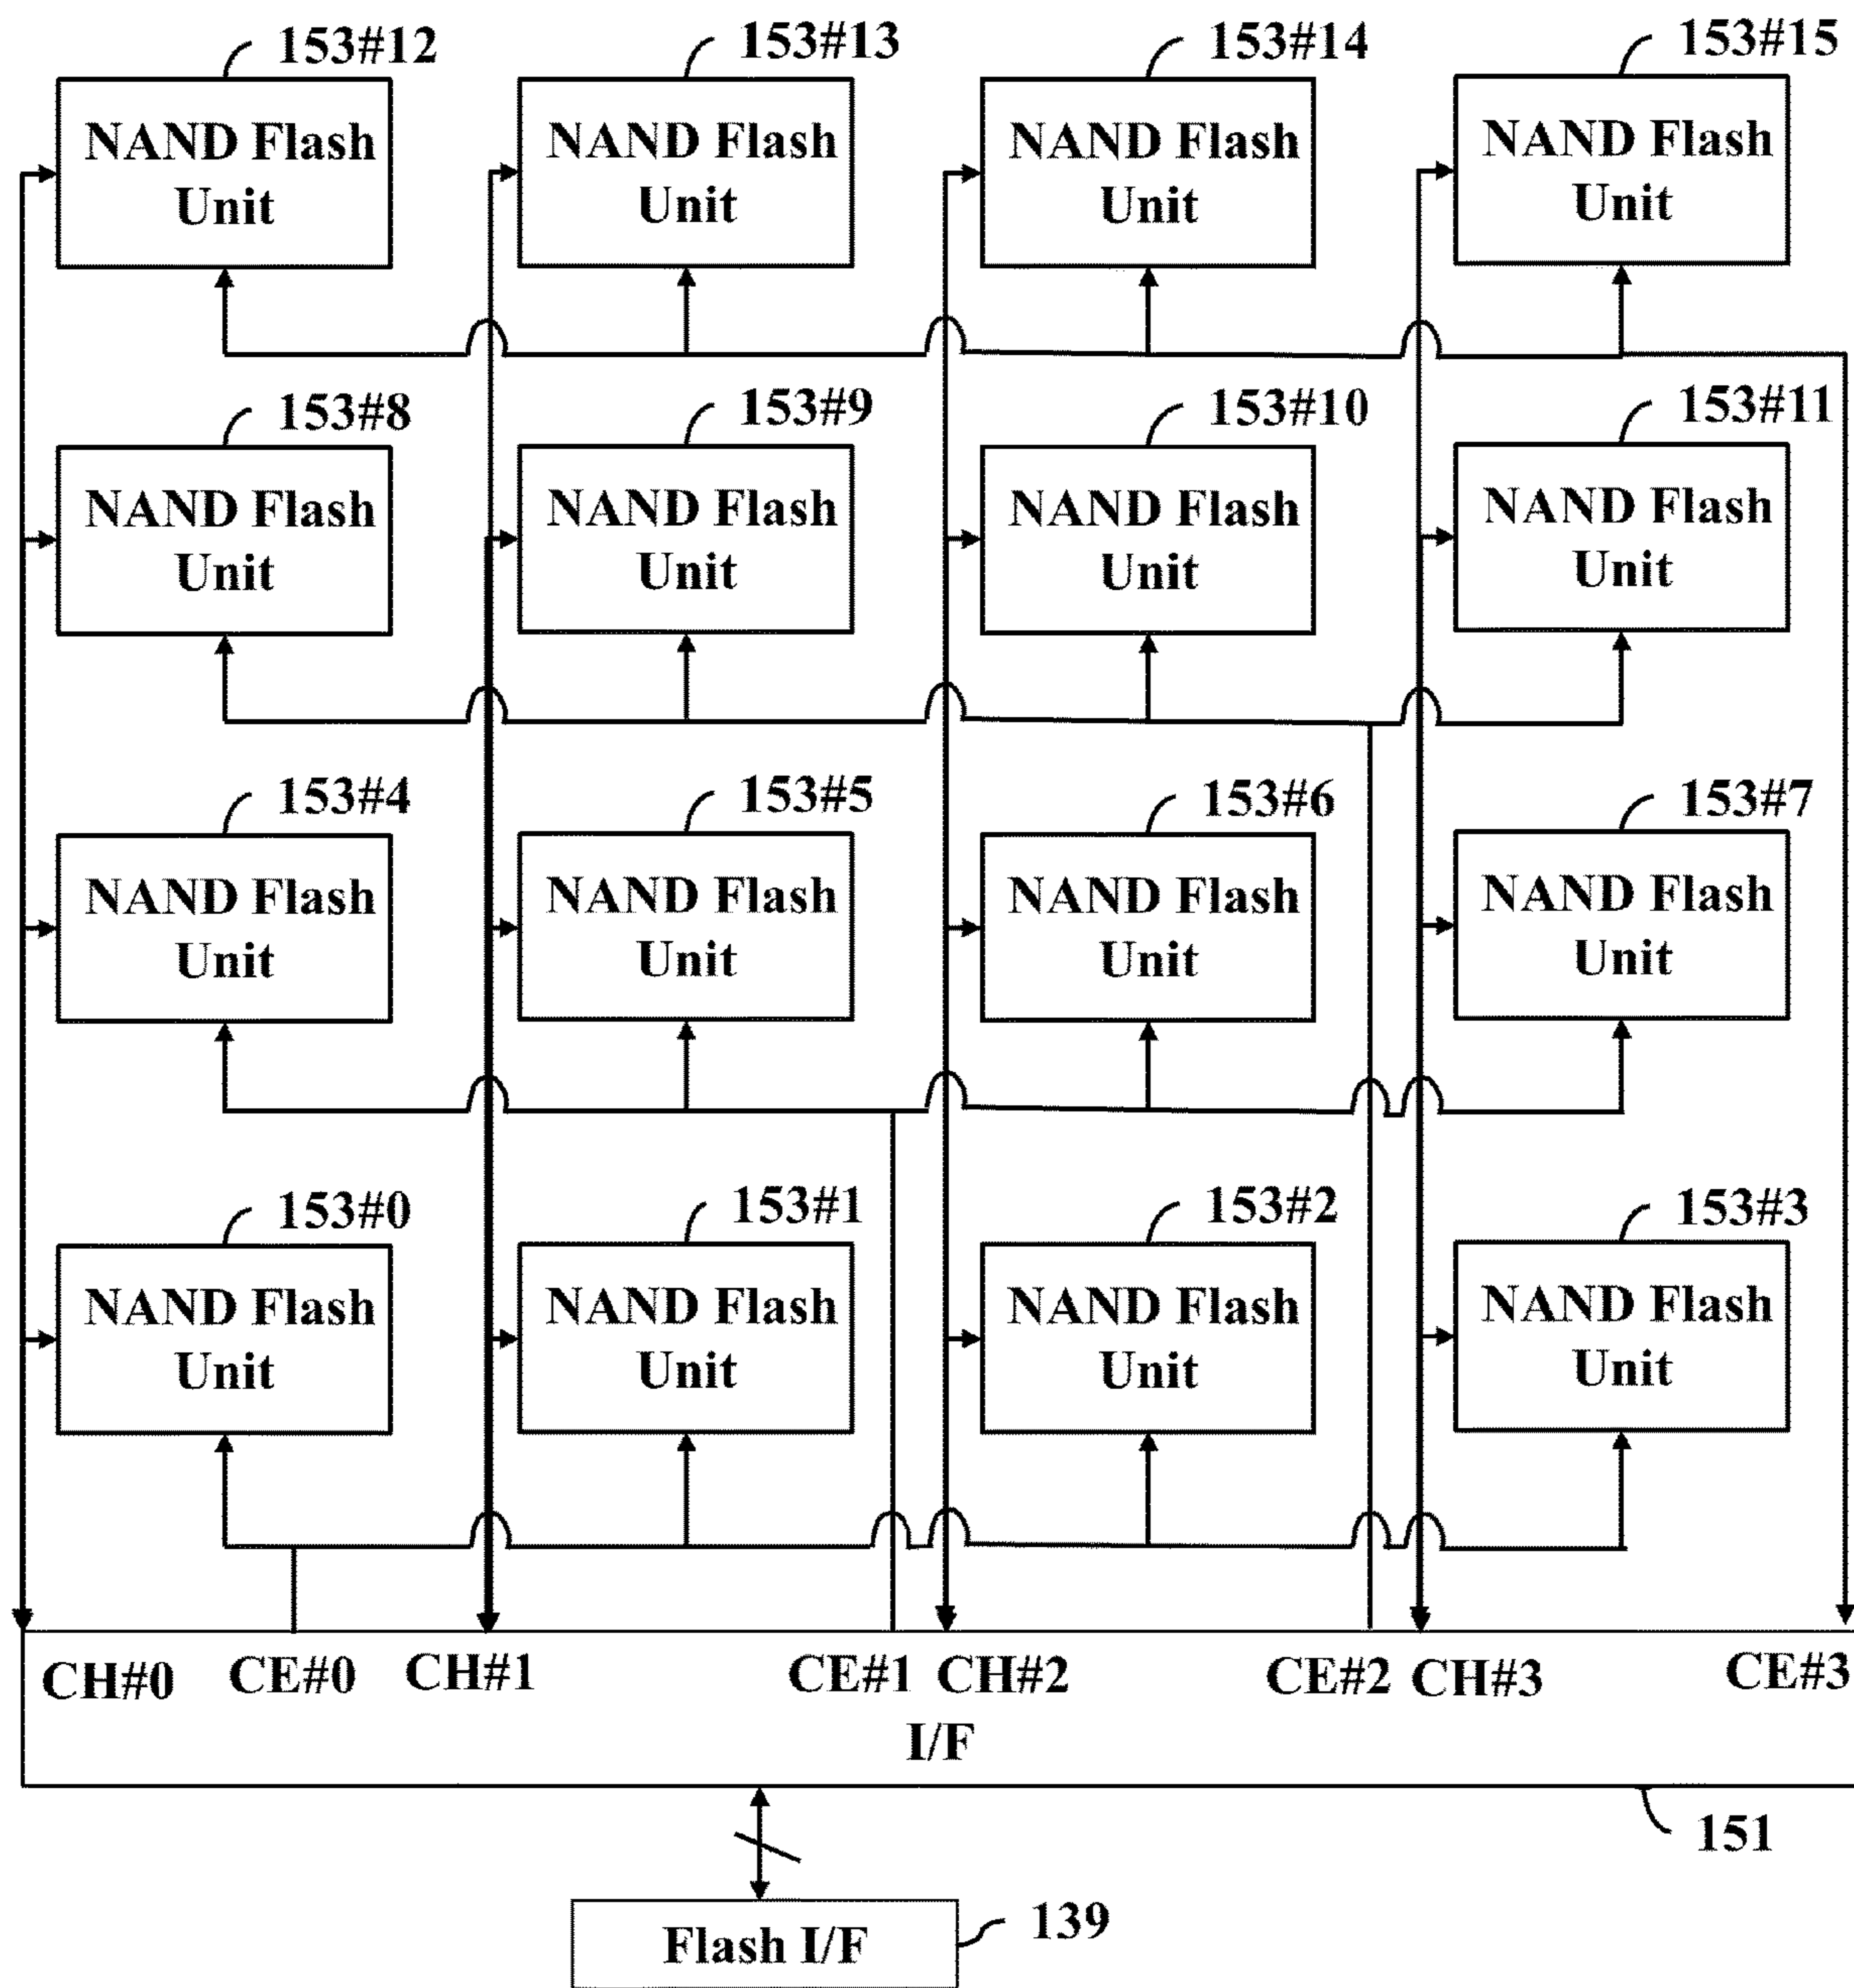 153#12
153#13
153#14
153#15
NAND Flash
Unit
NAND Flash
Unit
NAND Flash
Unit
NAND Flash
Unit
153#8
153#9
153#10
153#11
NAND Flash
Unit
NAND Flash
Unit
NAND Flash
Unit
NAND Flash
Unit
153#4
153#5
153#6
153#7
NAND Flash
Unit
NAND Flash
Unit
NAND Flash
Unit
NAND Flash
Unit
153#0
153#1
153#2
153#3
NAND Flash
Unit
NAND Flash
Unit
NAND Flash
Unit
NAND Flash
Unit
CH#0 CE#0 CH#1 CE#1 CH#2 CE#2 CH#3 CE#3
I/F
151
Flash I/F
139